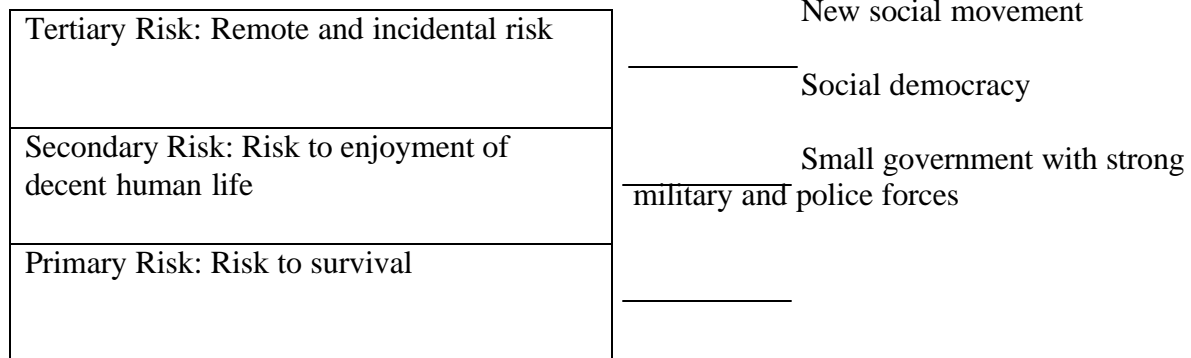 Tertiary Risk: Remote and incidental risk
Secondary Risk: Risk to enjoyment of
decent human life
Primary Risk: Risk to survival
New social movement
Social democracy
Small government with strong
military and police forces